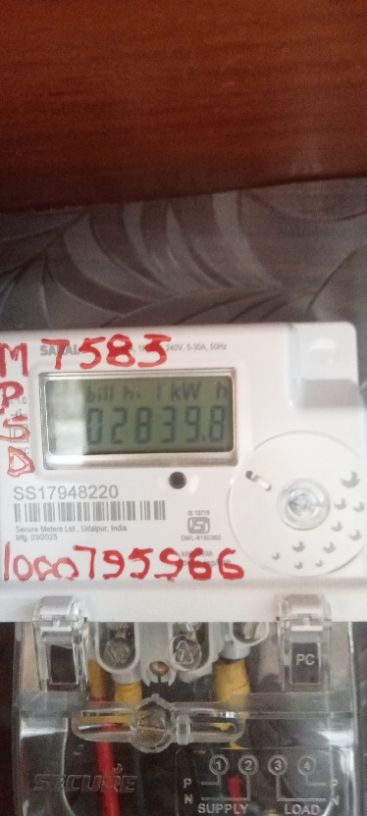 M 7583
P
S
D
240V, 5-30A, 50Hz
Bill h. 1 kW h
02839.8
SS17948220
Secure Meters Ltd., Udaipur, India
Mfg. 03/2025
IS 13779
1000795966
PC
SECURE
1 2 3 4
P N SUPPLY LOAD P N